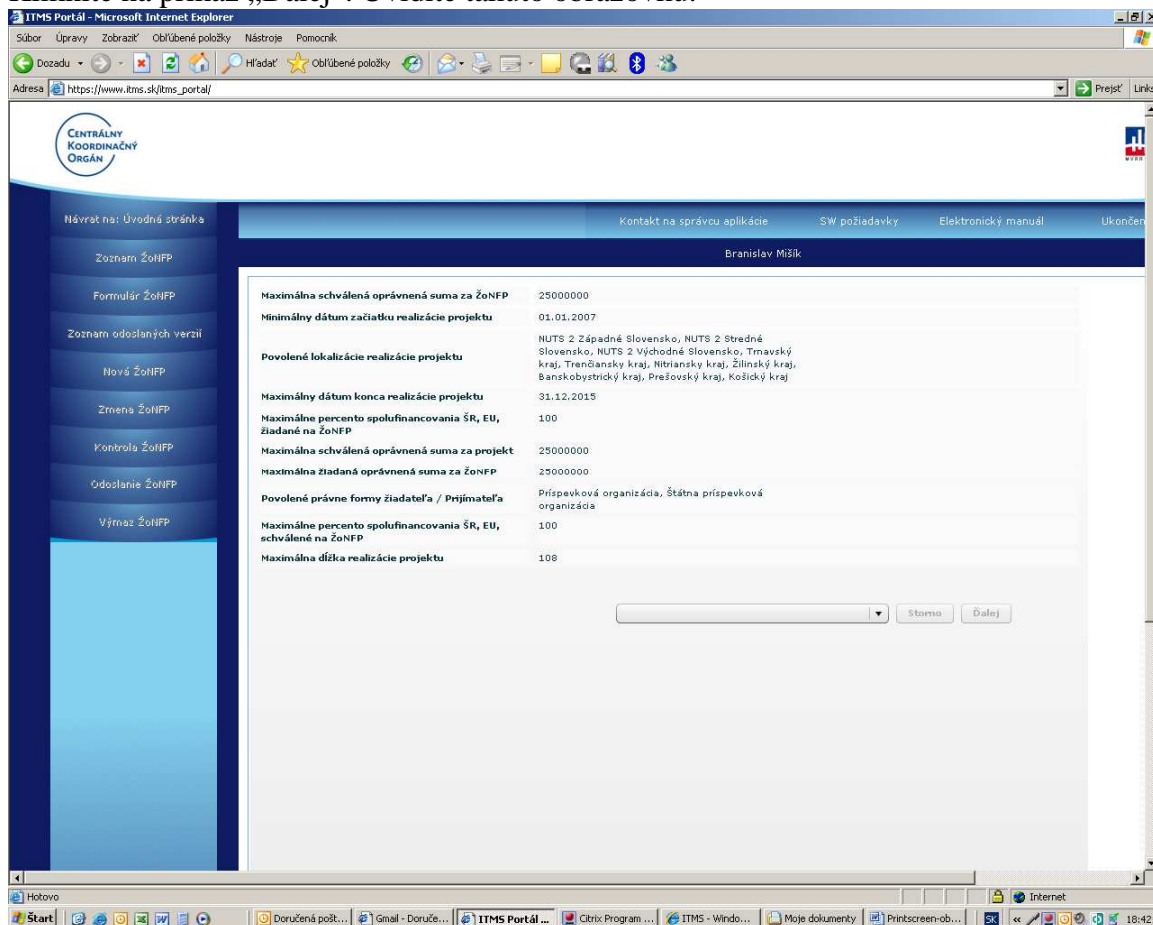 Kliknite na príkaz „Ďalej“. Uvidíte takúto obrazovku:
ITMS Portál - Microsoft Internet Explorer
Súbor Úpravy Zobraziť Obľúbené položky Nástroje Pomocník
Dozadu Hľadať Obľúbené položky
Adresa https://www.itms.sk/itms_portal/ Prejsť Links
CENTRÁLNY
KOORDINAČNÝ
ORGÁN
MVRR
Návrat na: Úvodná stránka
Kontakt na správcu aplikácie SW požiadavky Elektronický manuál Ukončen
Zoznam ŽoNFP
Branislav Mišík
Formulár ŽoNFP
Zoznam odoslaných verzií
Nová ŽoNFP
Zmena ŽoNFP
Kontrola ŽoNFP
Odoslanie ŽoNFP
Výmaz ŽoNFP
Maximálna schválená oprávnená suma za ŽoNFP 25000000
Minimálny dátum začiatku realizácie projektu 01.01.2007
Povolené lokalizácie realizácie projektu
NUTS 2 Západné Slovensko, NUTS 2 Stredné
Slovensko, NUTS 2 Východné Slovensko, Trnavský
kraj, Trenčiansky kraj, Nitriansky kraj, Žilinský kraj,
Banskobystrický kraj, Prešovský kraj, Košický kraj
Maximálny dátum konca realizácie projektu 31.12.2015
Maximálne percento spolufinancovania ŠR, EU,
žiadané na ŽoNFP
100
Maximálna schválená oprávnená suma za projekt 25000000
Maximálna žiadaná oprávnená suma za ŽoNFP 25000000
Povolené právne formy žiadateľa / Prijímateľa
Príspevková organizácia, Štátna príspevková
organizácia
Maximálne percento spolufinancovania ŠR, EU,
schválené na ŽoNFP
100
Maximálna dĺžka realizácie projektu 108
Storno Ďalej
Hotovo Internet
Štart Doručená pošt... Gmail - Doruče... ITMS Portál ... Citrix Program ... ITMS - Windo... Moje dokumenty Printscreen-ob... SK « 18:42